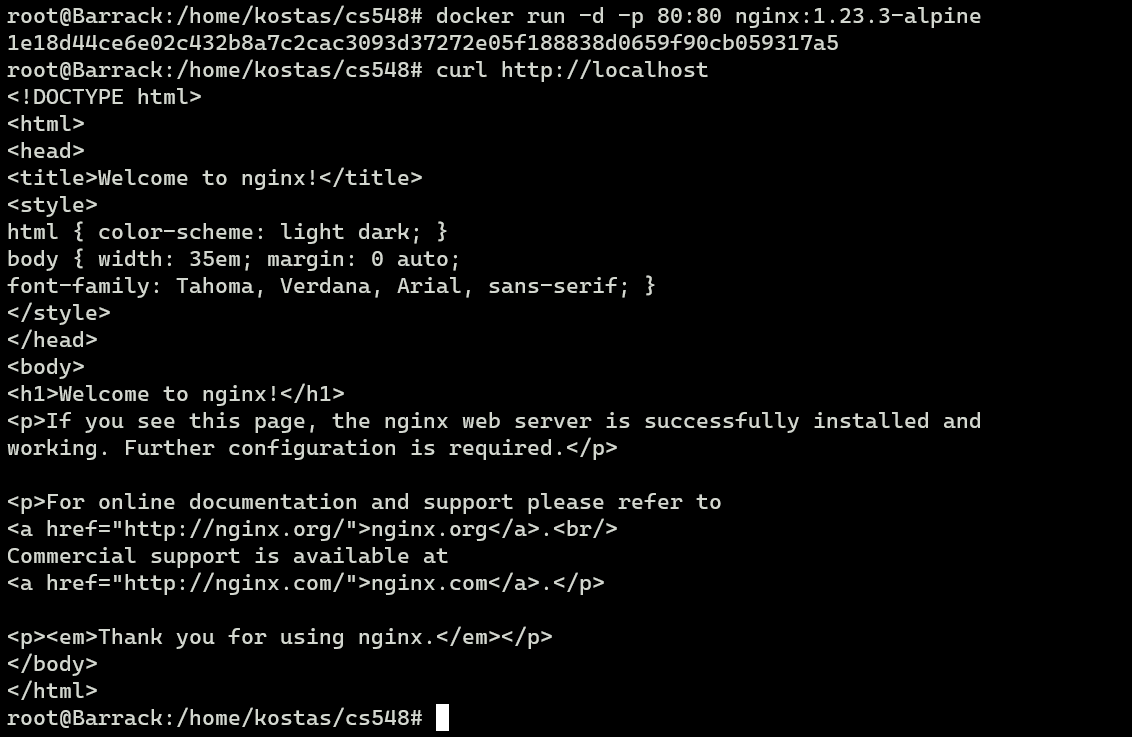 root@Barrack:/home/kostas/cs548# docker run -d -p 80:80 nginx:1.23.3-alpine
1e18d44ce6e02c432b8a7c2cac3093d37272e05f188838d0659f90cb059317a5
root@Barrack:/home/kostas/cs548# curl http://localhost
<!DOCTYPE html>
<html>
<head>
<title>Welcome to nginx!</title>
<style>
html { color-scheme: light dark; }
body { width: 35em; margin: 0 auto;
font-family: Tahoma, Verdana, Arial, sans-serif; }
</style>
</head>
<body>
<h1>Welcome to nginx!</h1>
<p>If you see this page, the nginx web server is successfully installed and
working. Further configuration is required.</p>

<p>For online documentation and support please refer to
<a href="http://nginx.org/">nginx.org</a>.<br/>
Commercial support is available at
<a href="http://nginx.com/">nginx.com</a>.</p>

<p><em>Thank you for using nginx.</em></p>
</body>
</html>
root@Barrack:/home/kostas/cs548#